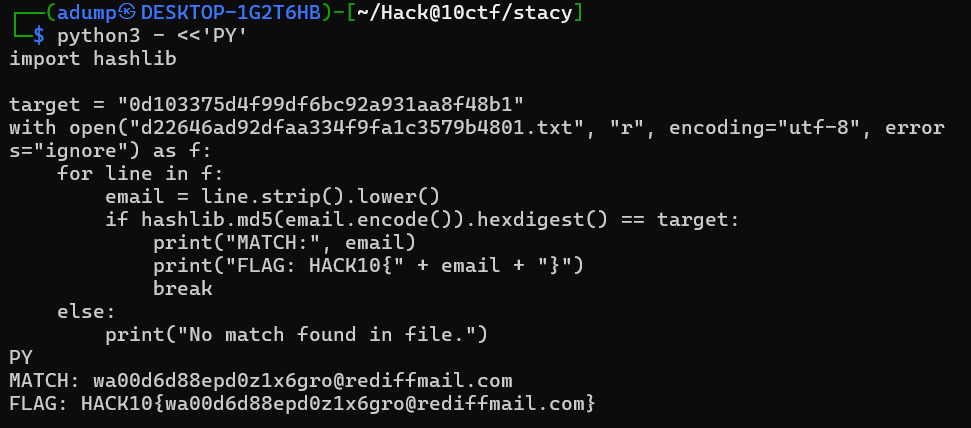 ┌──(adump㉿DESKTOP-1G2T6HB)-[~/Hack@10ctf/stacy]
└─$ python3 - <<'PY'
import hashlib

target = "0d103375d4f99df6bc92a931aa8f48b1"
with open("d22646ad92dfaa334f9fa1c3579b4801.txt", "r", encoding="utf-8", error
s="ignore") as f:
    for line in f:
        email = line.strip().lower()
        if hashlib.md5(email.encode()).hexdigest() == target:
            print("MATCH:", email)
            print("FLAG: HACK10{" + email + "}")
            break
    else:
        print("No match found in file.")
PY
MATCH: wa00d6d88epd0z1x6gro@rediffmail.com
FLAG: HACK10{wa00d6d88epd0z1x6gro@rediffmail.com}